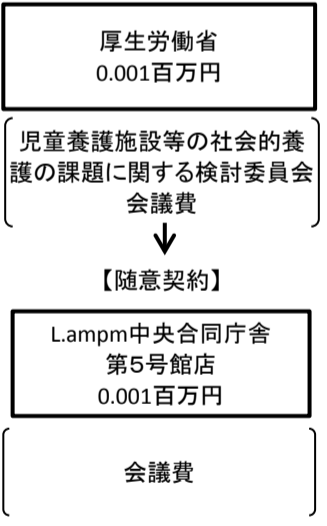 厚生労働省
0.001百万円
児童養護施設等の社会的養
護の課題に関する検討委員会
会議費
【随意契約】
L.ampm中央合同庁舎
第５号館店
0.001百万円
会議費